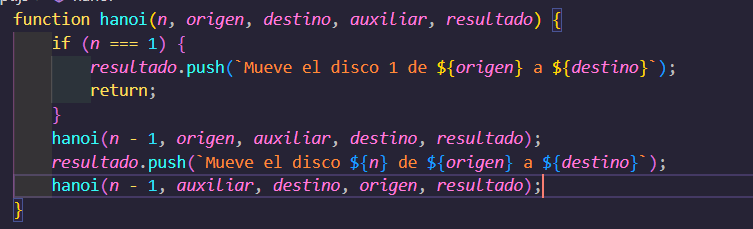 function hanoi(n, origen, destino, auxiliar, resultado) {
    if (n === 1) {
        resultado.push(`Mueve el disco 1 de ${origen} a ${destino}`);
        return;
    }
    hanoi(n - 1, origen, auxiliar, destino, resultado);
    resultado.push(`Mueve el disco ${n} de ${origen} a ${destino}`);
    hanoi(n - 1, auxiliar, destino, origen, resultado);
}